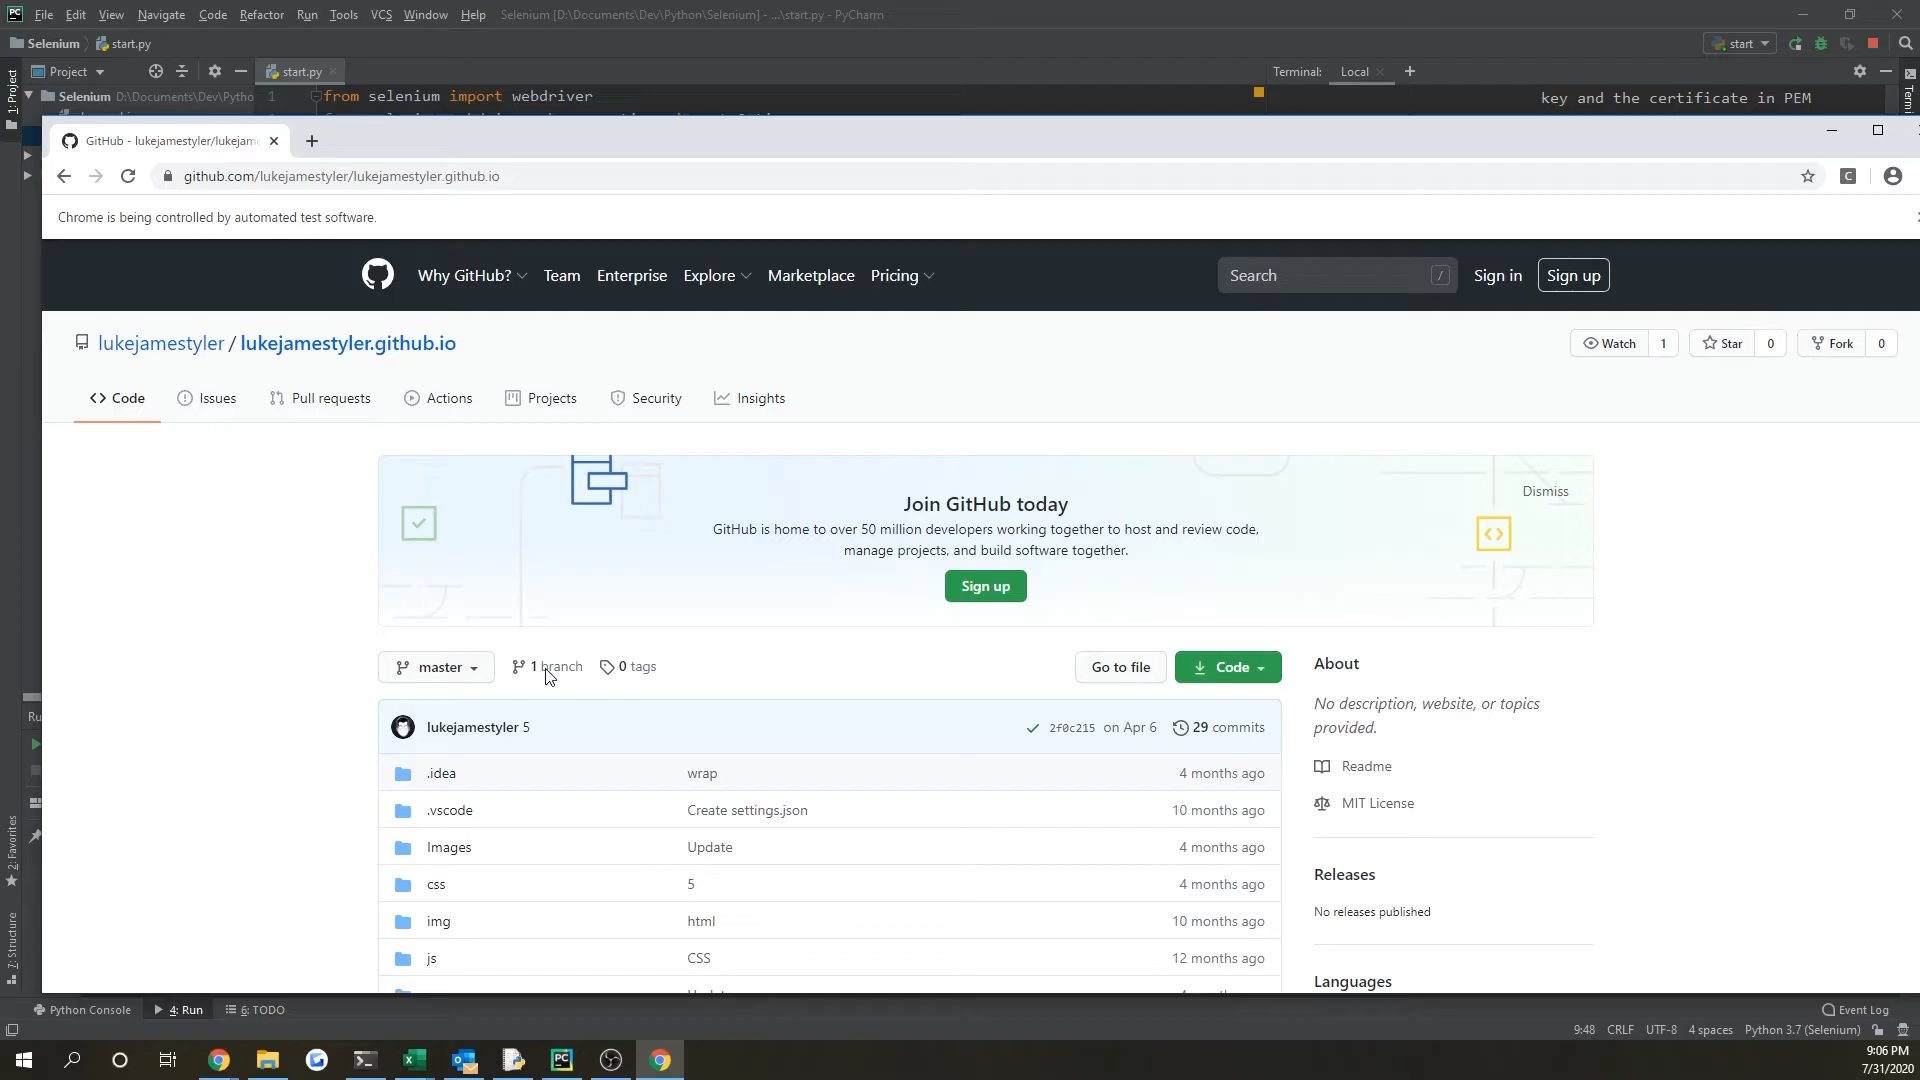 PC File Edit View Navigate Code Refactor Run Tools VCS Window Help Selenium [D:\Documents\Dev\Python\Selenium] - ...\start.py - PyCharm
Selenium start.py start
1: Project Project start.py Terminal: Local
Selenium D:\Documents\Dev\Pytho 1 from selenium import webdriver key and the certificate in PEM
GitHub - lukejamestyler/lukejame
github.com/lukejamestyler/lukejamestyler.github.io
Chrome is being controlled by automated test software.
Why GitHub? Team Enterprise Explore Marketplace Pricing Search / Sign in Sign up
lukejamestyler / lukejamestyler.github.io Watch 1 Star 0 Fork 0
Code Issues Pull requests Actions Projects Security Insights
Dismiss
Join GitHub today
GitHub is home to over 50 million developers working together to host and review code,
manage projects, and build software together.
Sign up
master 1 branch 0 tags Go to file Code About
No description, website, or topics
provided.
lukejamestyler 5 2f0c215 on Apr 6 29 commits
Readme
.idea wrap 4 months ago
MIT License
.vscode Create settings.json 10 months ago
Images Update 4 months ago
Releases
css 5 4 months ago
No releases published
img html 10 months ago
js CSS 12 months ago
Languages
2: Favorites
7: Structure
Python Console 4: Run 6: TODO Event Log
9:48 CRLF UTF-8 4 spaces Python 3.7 (Selenium)
9:06 PM
7/31/2020